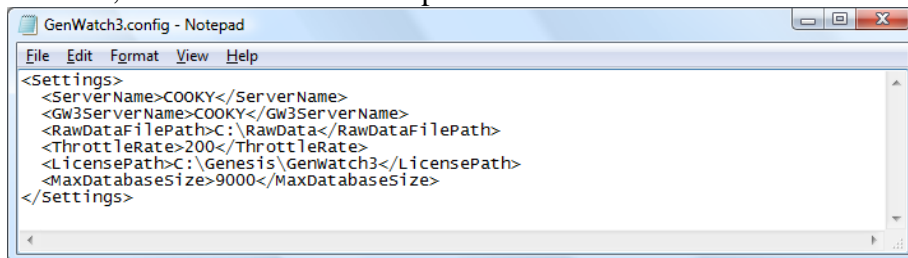 GenWatch3.config - Notepad
File Edit Format View Help
<Settings>
  <ServerName>COOKY</ServerName>
  <GW3ServerName>COOKY</GW3ServerName>
  <RawDataFilePath>C:\RawData</RawDataFilePath>
  <ThrottleRate>200</ThrottleRate>
  <LicensePath>C:\Genesis\GenWatch3</LicensePath>
  <MaxDatabaseSize>9000</MaxDatabaseSize>
</Settings>